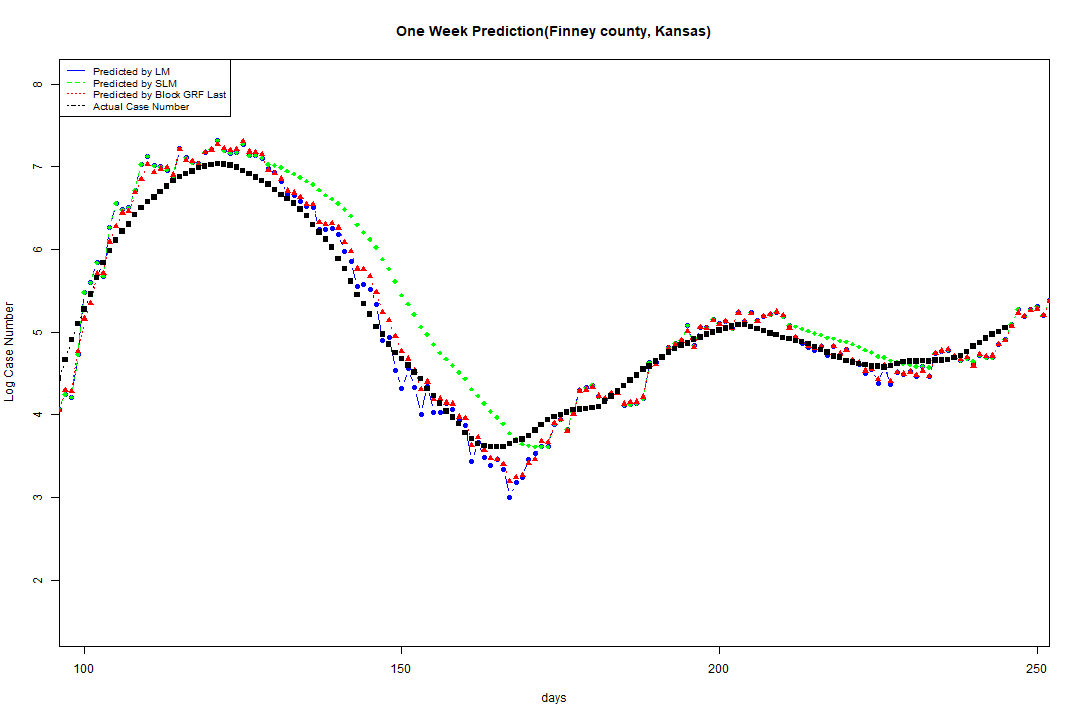 One Week Prediction(Finney county, Kansas)
Predicted by LM
Predicted by SLM
Predicted by Block GRF Last
Actual Case Number
8
7
6
5
4
3
2
Log Case Number
100 150 200 250
days